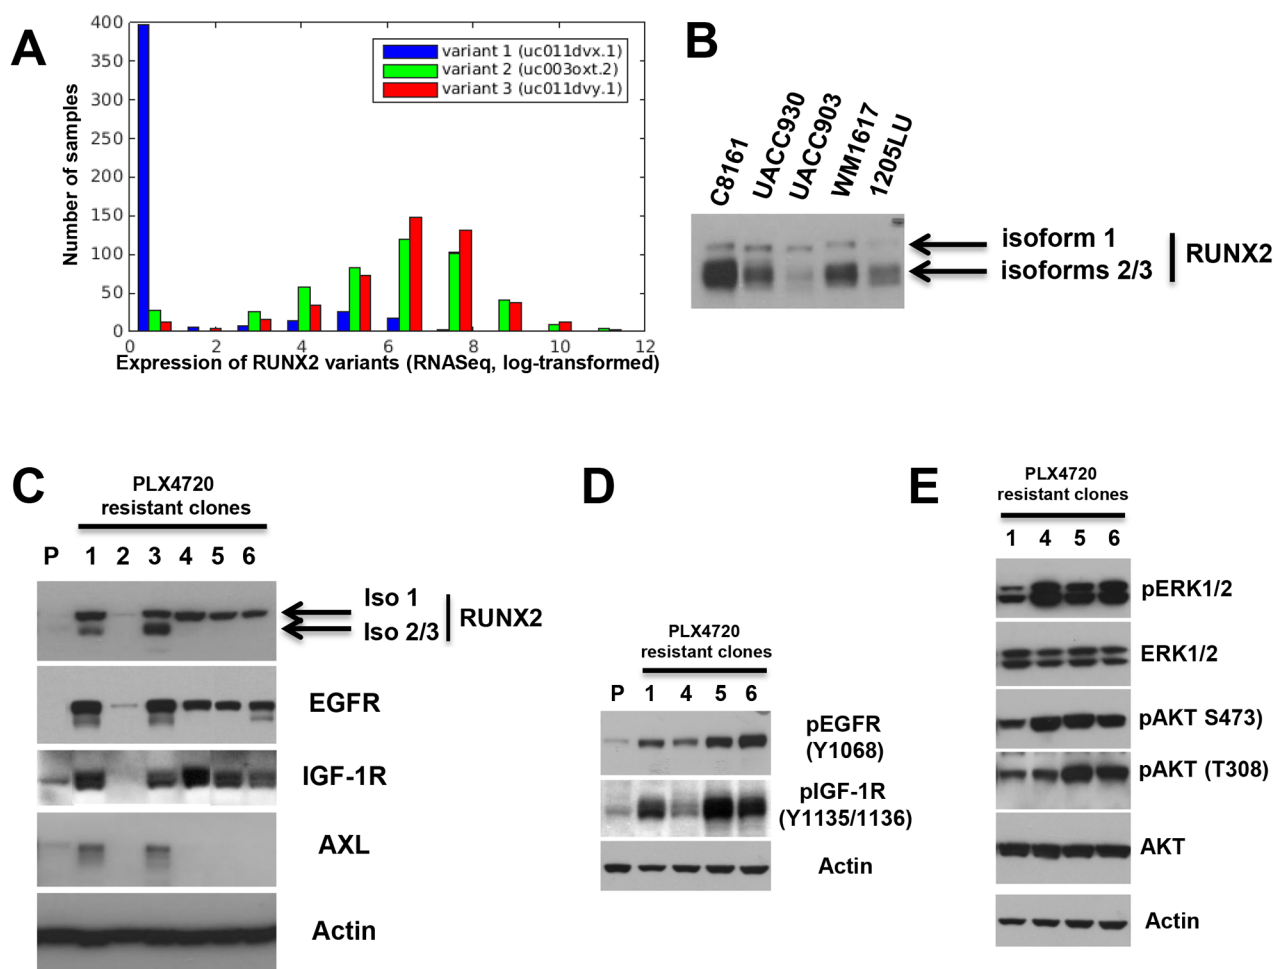 A
400
350
300
250
200
150
100
50
0
Number of samples
variant 1 (uc011dvx.1)
variant 2 (uc003oxt.2)
variant 3 (uc011dvy.1)
0 2 4 6 8 10 12
Expression of RUNX2 variants (RNASeq, log-transformed)
B
C8161
UACC930
UACC903
WM1617
1205LU
isoform 1
isoforms 2/3
RUNX2
C
PLX4720
resistant clones
P 1 2 3 4 5 6
Iso 1
Iso 2/3
RUNX2
EGFR
IGF-1R
AXL
Actin
D
PLX4720
resistant clones
P 1 4 5 6
pEGFR
(Y1068)
pIGF-1R
(Y1135/1136)
Actin
E
PLX4720
resistant clones
1 4 5 6
pERK1/2
ERK1/2
pAKT S473)
pAKT (T308)
AKT
Actin